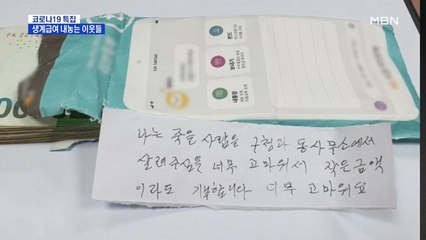 코로나19 특집
생계급여 내놓는 이웃들
MBN
나는 죽을 사람을 구청과 동사무소에서
살려주심을 너무 고마워서 작은금액
이라도 기부합니다 너무 고마워요